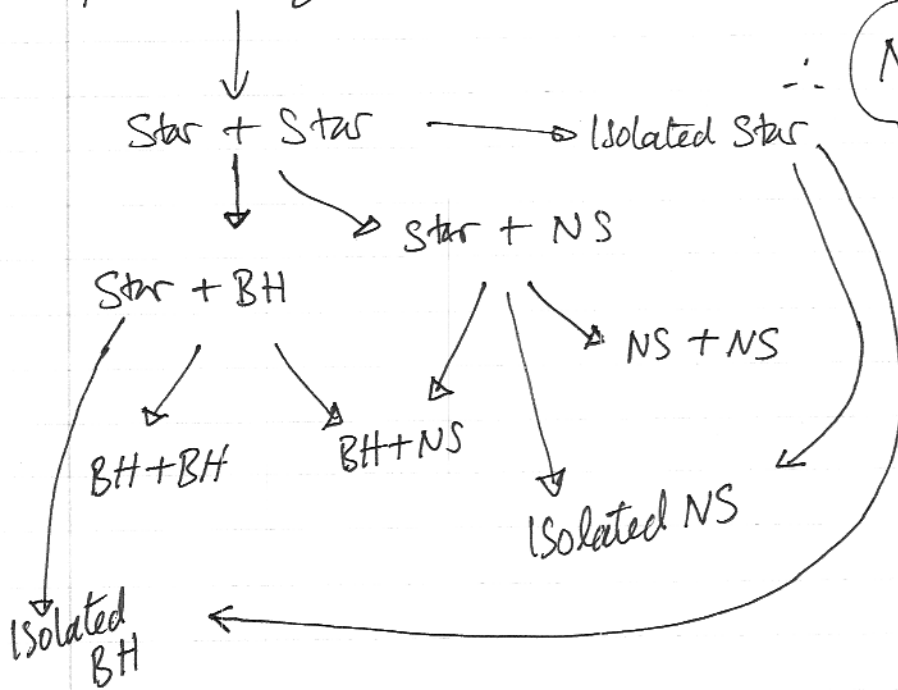 Star + Star
Isolated Star
∴
Star + NS
Star + BH
NS + NS
BH+NS
BH+BH
Isolated NS
Isolated
BH